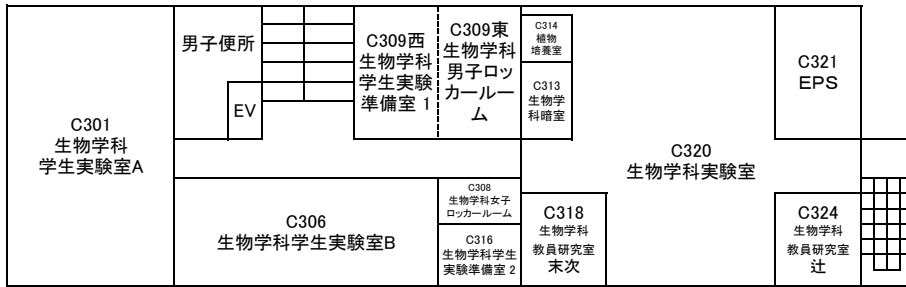 C301
生物学科
学生実験室A
男子便所
EV
C309西
生物学科
学生実験
準備室 1
C309東
生物学科
男子ロッ
カールー
ム
C314
植物
培養室
C313
生物学
科暗室
C321
EPS
C320
生物学科実験室
C306
生物学科学生実験室B
C308
生物学科女子
ロッカールーム
C316
生物学科学生
実験準備室 2
C318
生物学科
教員研究室
末次
C324
生物学科
教員研究室
辻